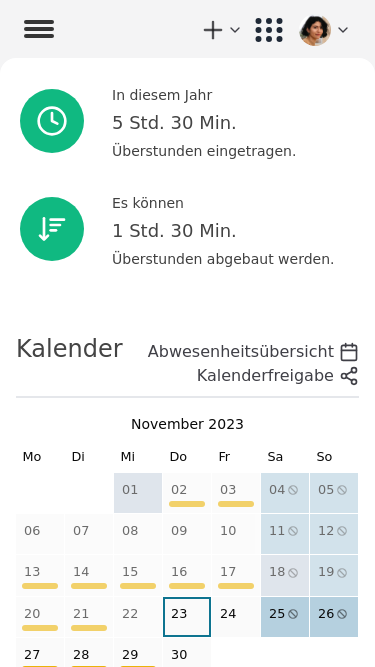 In diesem Jahr
5 Std. 30 Min.
Überstunden eingetragen.
Es können
1 Std. 30 Min.
Überstunden abgebaut werden.
Kalender
Abwesenheitsübersicht
Kalenderfreigabe
November 2023
Mo Di Mi Do Fr Sa So
01 02 03 04 05
06 07 08 09 10 11 12
13 14 15 16 17 18 19
20 21 22 23 24 25 26
27 28 29 30